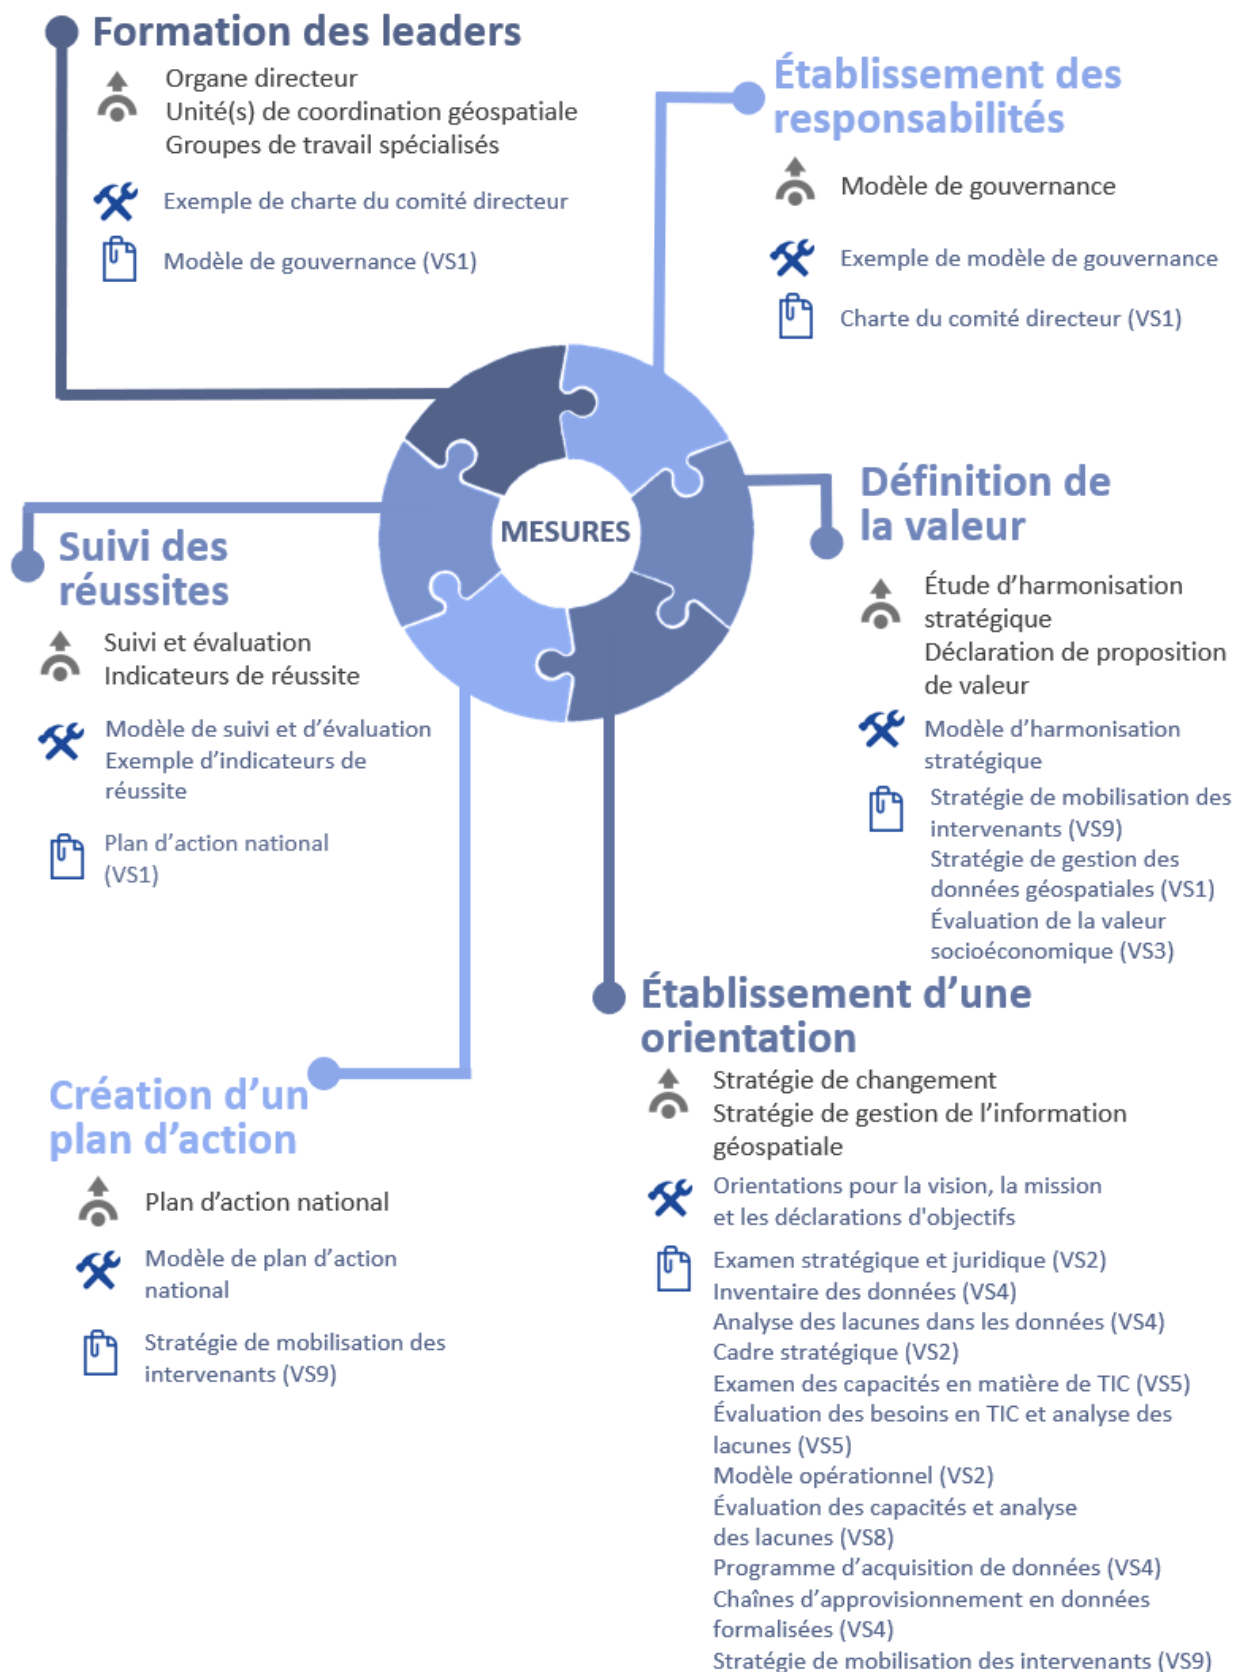 Formation des leaders
Organe directeur
Unité(s) de coordination géospatiale
Groupes de travail spécialisés
Exemple de charte du comité directeur
Modèle de gouvernance (VS1)
Établissement des
responsabilités
Modèle de gouvernance
Exemple de modèle de gouvernance
Charte du comité directeur (VS1)
MESURES
Définition de
la valeur
Étude d’harmonisation
stratégique
Déclaration de proposition
de valeur
Modèle d’harmonisation
stratégique
Stratégie de mobilisation des
intervenants (VS9)
Stratégie de gestion des
données géospatiales (VS1)
Évaluation de la valeur
socioéconomique (VS3)
Suivi des
réussites
Suivi et évaluation
Indicateurs de réussite
Modèle de suivi et d’évaluation
Exemple d’indicateurs de
réussite
Plan d’action national
(VS1)
Établissement d’une
orientation
Stratégie de changement
Stratégie de gestion de l’information
géospatiale
Orientations pour la vision, la mission
et les déclarations d'objectifs
Examen stratégique et juridique (VS2)
Inventaire des données (VS4)
Analyse des lacunes dans les données (VS4)
Cadre stratégique (VS2)
Examen des capacités en matière de TIC (VS5)
Évaluation des besoins en TIC et analyse des
lacunes (VS5)
Modèle opérationnel (VS2)
Évaluation des capacités et analyse
des lacunes (VS8)
Programme d’acquisition de données (VS4)
Chaînes d’approvisionnement en données
formalisées (VS4)
Stratégie de mobilisation des intervenants (VS9)
Création d’un
plan d’action
Plan d’action national
Modèle de plan d’action
national
Stratégie de mobilisation des
intervenants (VS9)